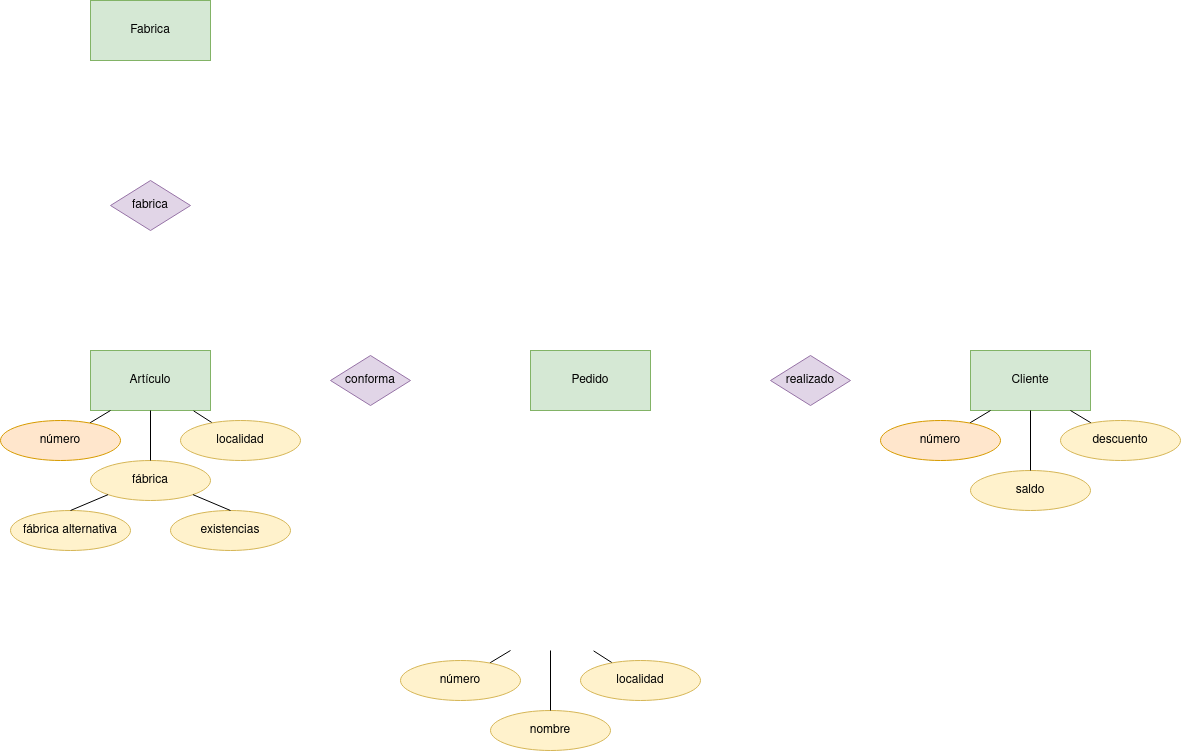 Fabrica
fabrica
Artículo
conforma
Pedido
realizado
Cliente
número
localidad
número
descuento
fábrica
saldo
fábrica alternativa
existencias
número
localidad
nombre